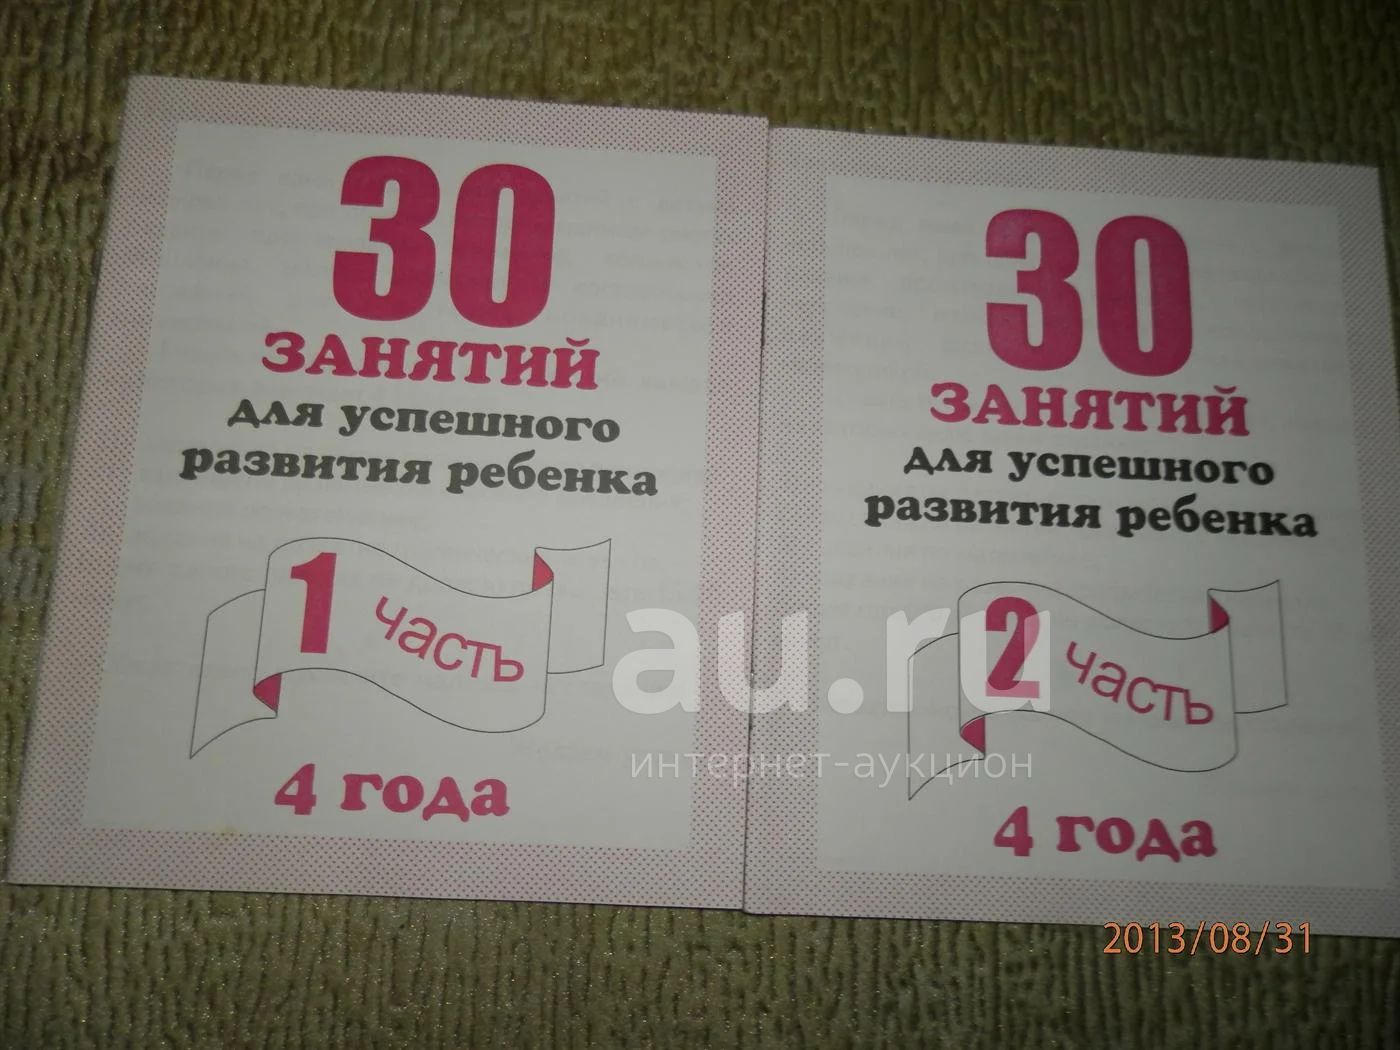 30
ЗАНЯТИЙ
для успешного
развития ребенка
1 часть
4 года
30
ЗАНЯТИЙ
для успешного
развития ребенка
2 часть
4 года
au.ru
интернет-аукцион
2013/08/31